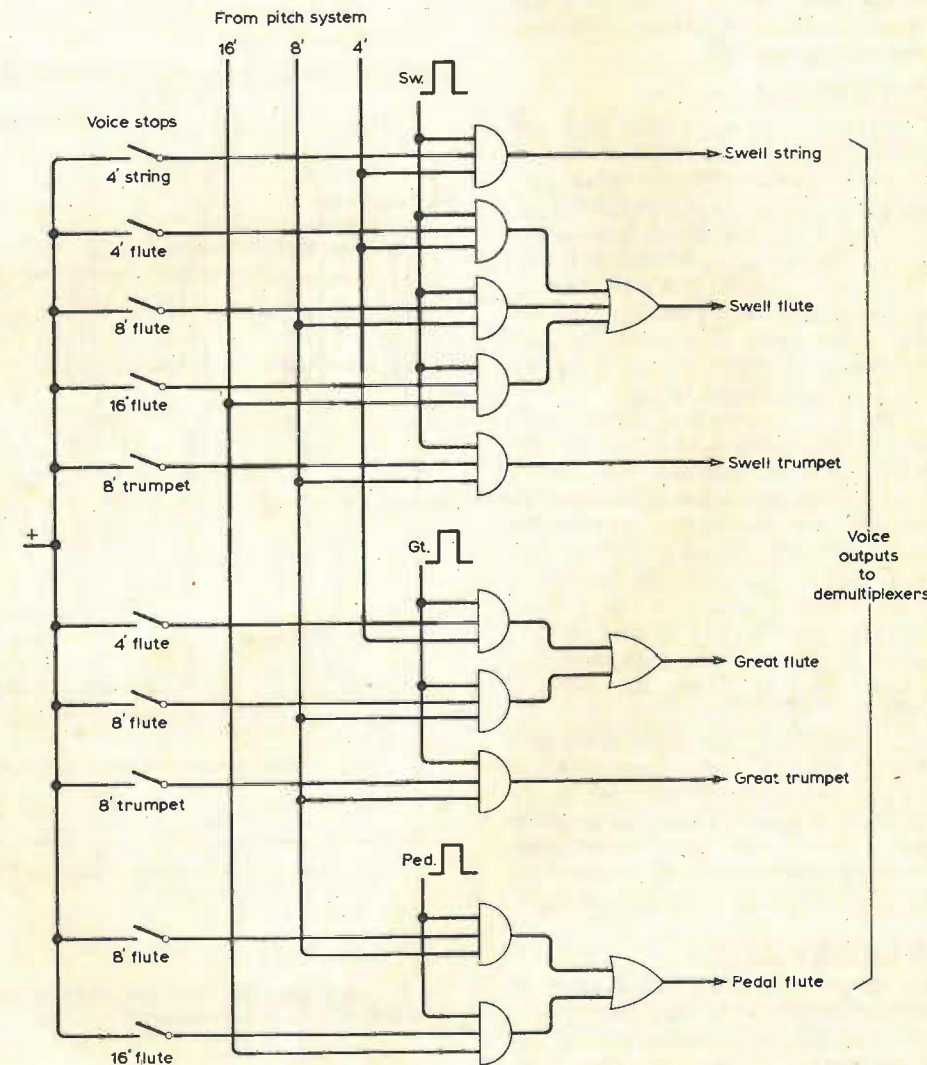 From pitch system
16' 8' 4'
Sw.
Voice stops
4' string
Swell string
4' flute
8' flute
Swell flute
16' flute
8' trumpet
Swell trumpet
+
Gt.
Voice
outputs
to
demultiplexers
4' flute
Great flute
8' flute
8' trumpet
Great trumpet
Ped.
8' flute
Pedal flute
16' flute